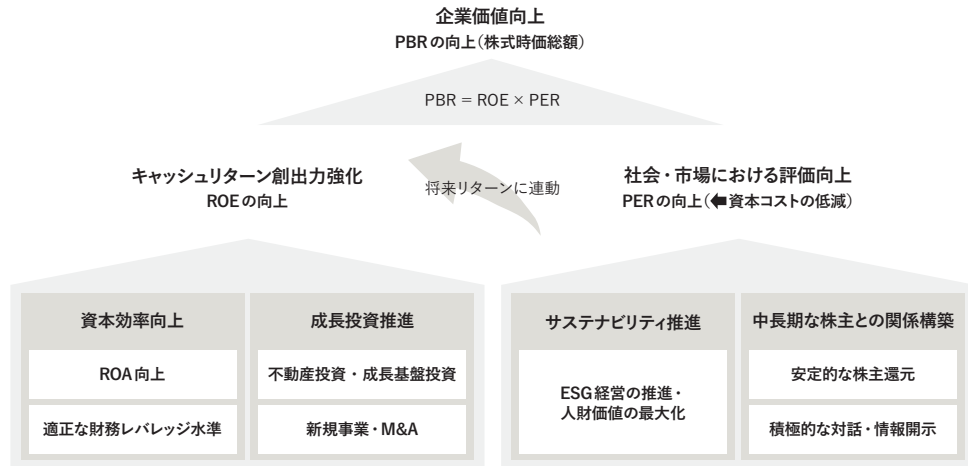 企業価値向上
PBRの向上(株式時価総額)
PBR = ROE × PER
キャッシュリターン創出力強化
ROEの向上
将来リターンに連動
社会・市場における評価向上
PERの向上(⬅資本コストの低減)
資本効率向上
ROA向上
適正な財務レバレッジ水準
成長投資推進
不動産投資・成長基盤投資
新規事業・M&A
サステナビリティ推進
ESG経営の推進・
人財価値の最大化
中長期な株主との関係構築
安定的な株主還元
積極的な対話・情報開示